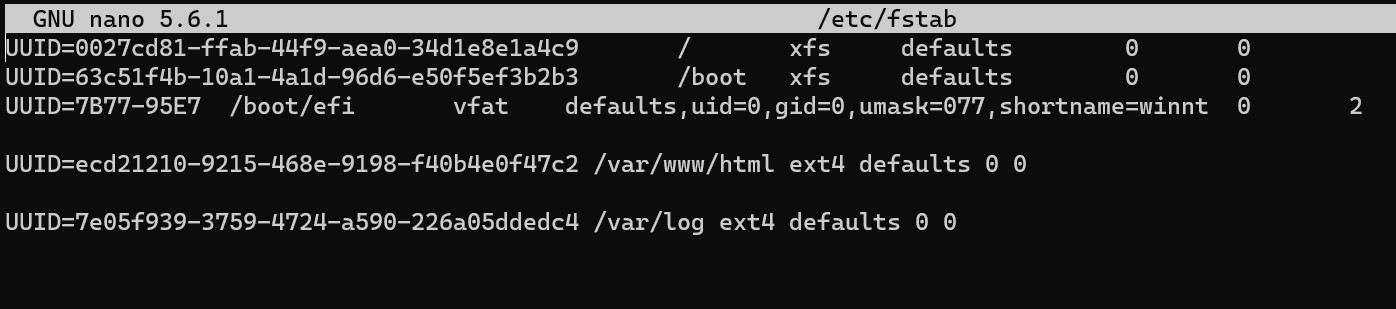 GNU nano 5.6.1 /etc/fstab
UUID=0027cd81-ffab-44f9-aea0-34d1e8e1a4c9 / xfs defaults 0 0
UUID=63c51f4b-10a1-4a1d-96d6-e50f5ef3b2b3 /boot xfs defaults 0 0
UUID=7B77-95E7 /boot/efi vfat defaults,uid=0,gid=0,umask=077,shortname=winnt 0 2
UUID=ecd21210-9215-468e-9198-f40b4e0f47c2 /var/www/html ext4 defaults 0 0
UUID=7e05f939-3759-4724-a590-226a05ddedc4 /var/log ext4 defaults 0 0